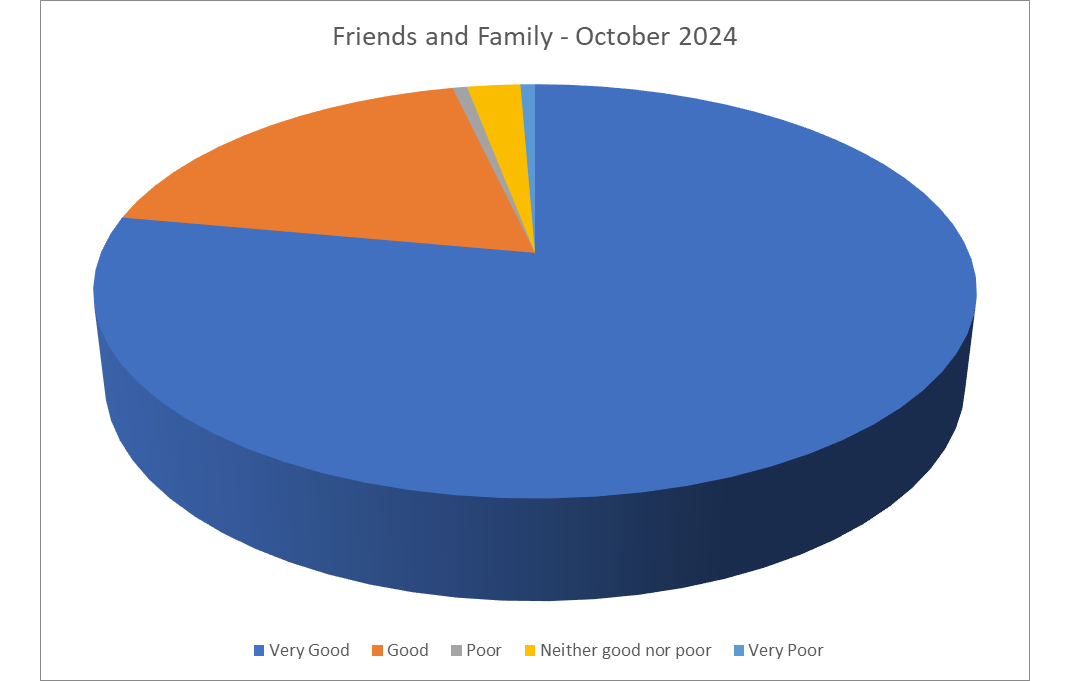 Friends and Family - October 2024
Very Good Good Poor Neither good nor poor Very Poor